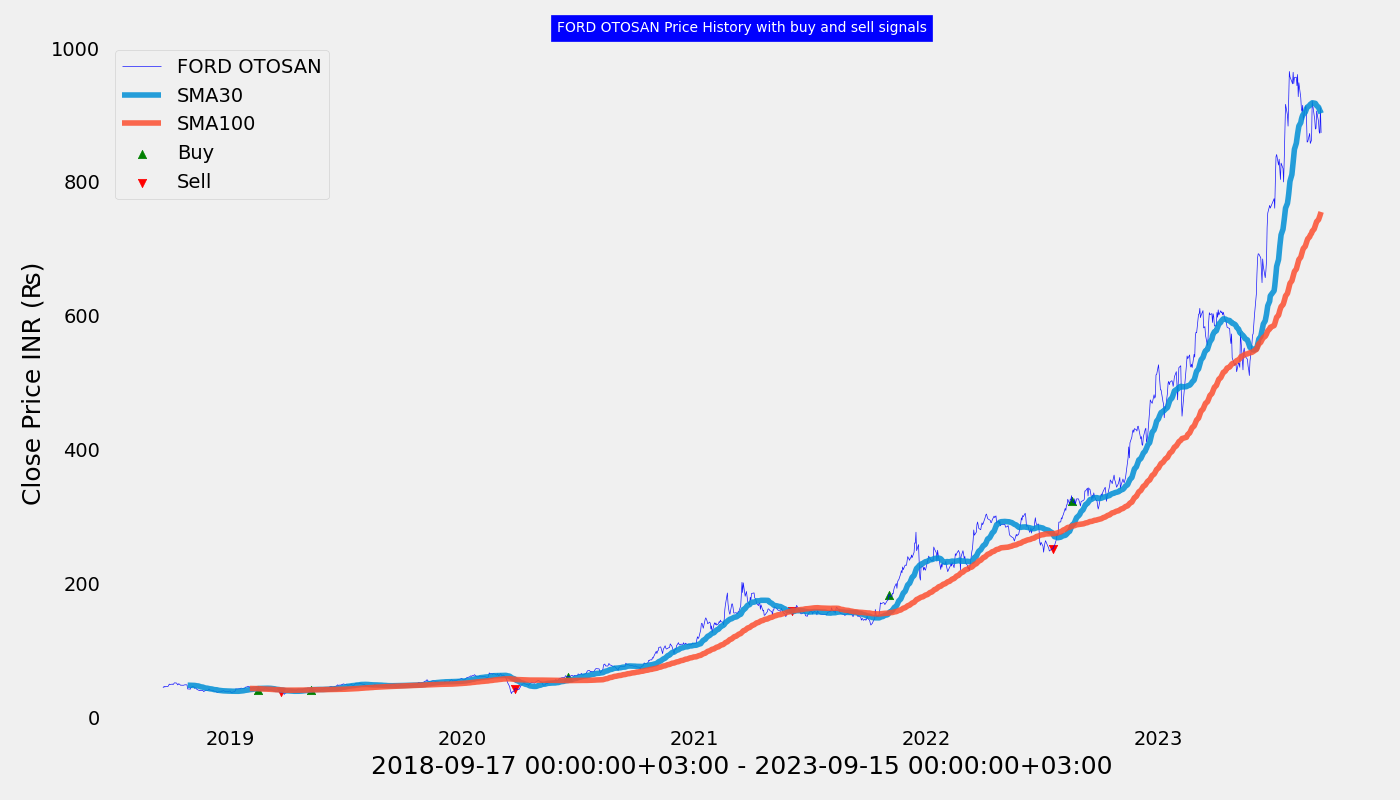 FORD OTOSAN Price History with buy and sell signals
1000
800
600
400
200
0
Close Price INR (₨)
FORD OTOSAN
SMA30
SMA100
Buy
Sell
2019 2020 2021 2022 2023
2018-09-17 00:00:00+03:00 - 2023-09-15 00:00:00+03:00